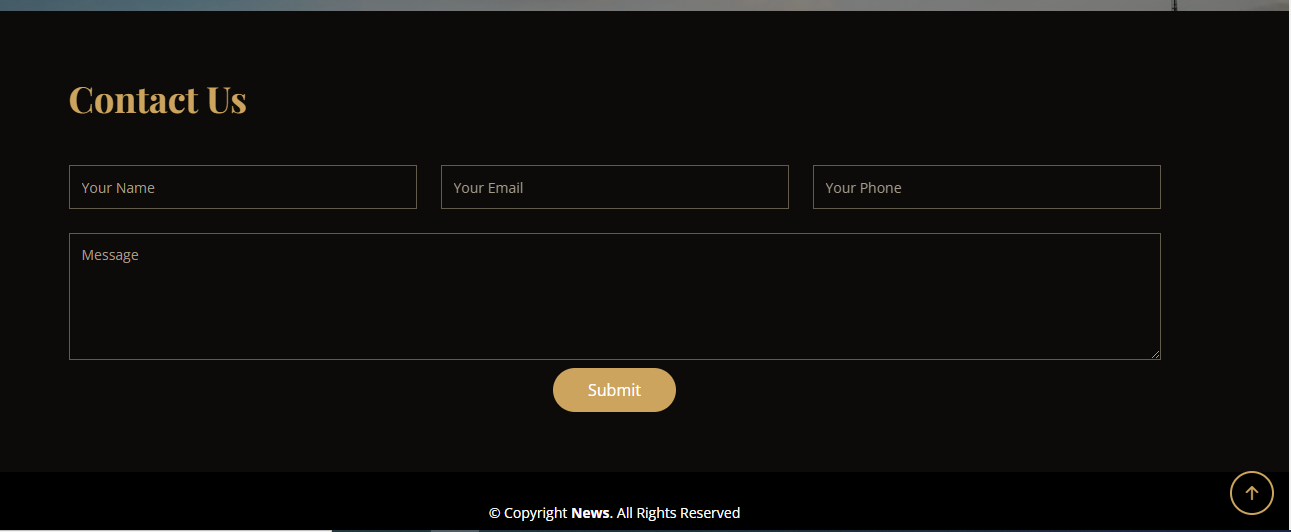 Contact Us
Your Name
Your Email
Your Phone
Message
Submit
© Copyright News. All Rights Reserved